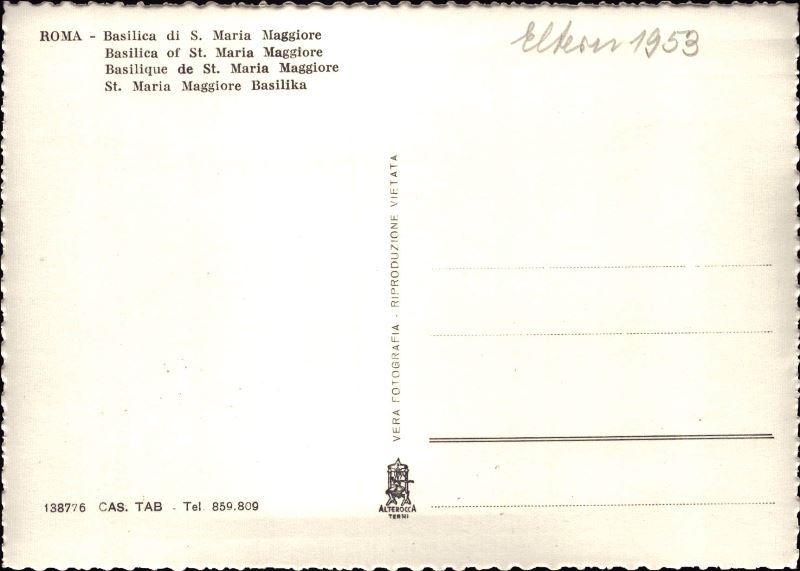 ROMA - Basilica di S. Maria Maggiore
Basilica of St. Maria Maggiore
Basilique de St. Maria Maggiore
St. Maria Maggiore Basilika
Eltern 1953
VERA FOTOGRAFIA - RIPRODUZIONE VIETATA
138776 CAS. TAB - Tel. 859.809
ALTEROCCA
TERNI